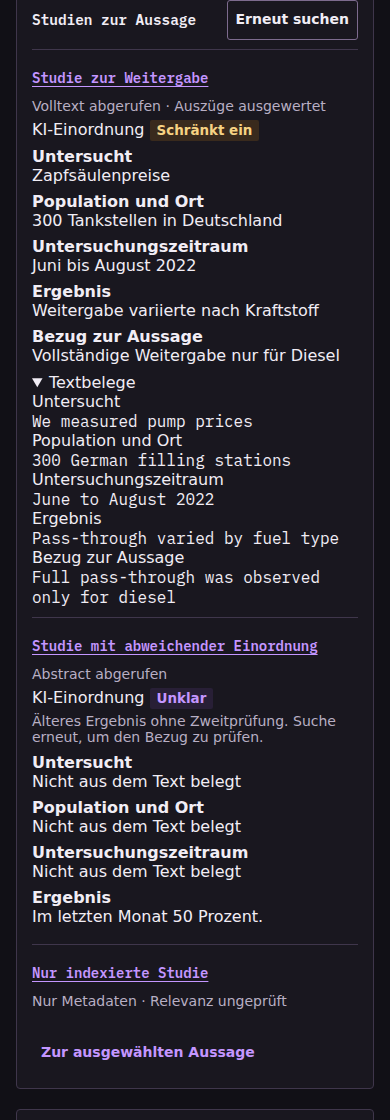 Studien zur Aussage
Erneut suchen
Studie zur Weitergabe
Volltext abgerufen · Auszüge ausgewertet
KI-Einordnung Schränkt ein
Untersucht
Zapfsäulenpreise
Population und Ort
300 Tankstellen in Deutschland
Untersuchungszeitraum
Juni bis August 2022
Ergebnis
Weitergabe variierte nach Kraftstoff
Bezug zur Aussage
Vollständige Weitergabe nur für Diesel
▼ Textbelege
Untersucht
We measured pump prices
Population und Ort
300 German filling stations
Untersuchungszeitraum
June to August 2022
Ergebnis
Pass-through varied by fuel type
Bezug zur Aussage
Full pass-through was observed
only for diesel
Studie mit abweichender Einordnung
Abstract abgerufen
KI-Einordnung Unklar
Älteres Ergebnis ohne Zweitprüfung. Suche
erneut, um den Bezug zu prüfen.
Untersucht
Nicht aus dem Text belegt
Population und Ort
Nicht aus dem Text belegt
Untersuchungszeitraum
Nicht aus dem Text belegt
Ergebnis
Im letzten Monat 50 Prozent.
Nur indexierte Studie
Nur Metadaten · Relevanz ungeprüft
Zur ausgewählten Aussage